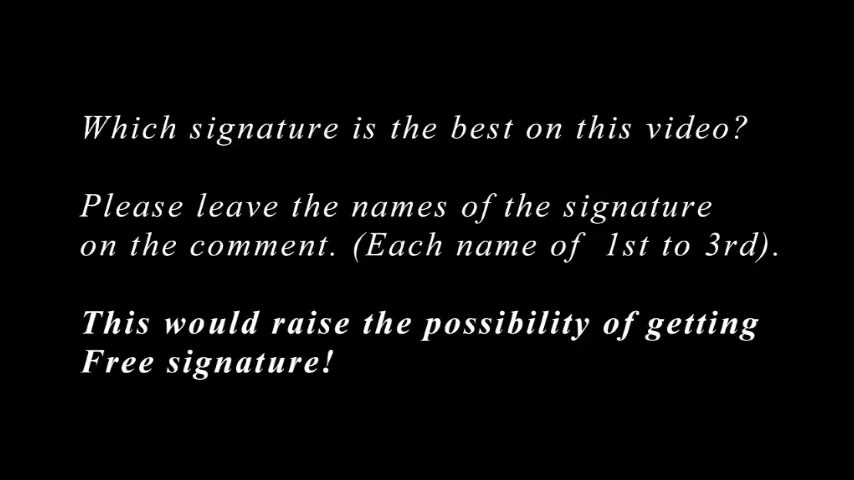 Which signature is the best on this video?
Please leave the names of the signature
on the comment. (Each name of 1st to 3rd).
This would raise the possibility of getting
Free signature!